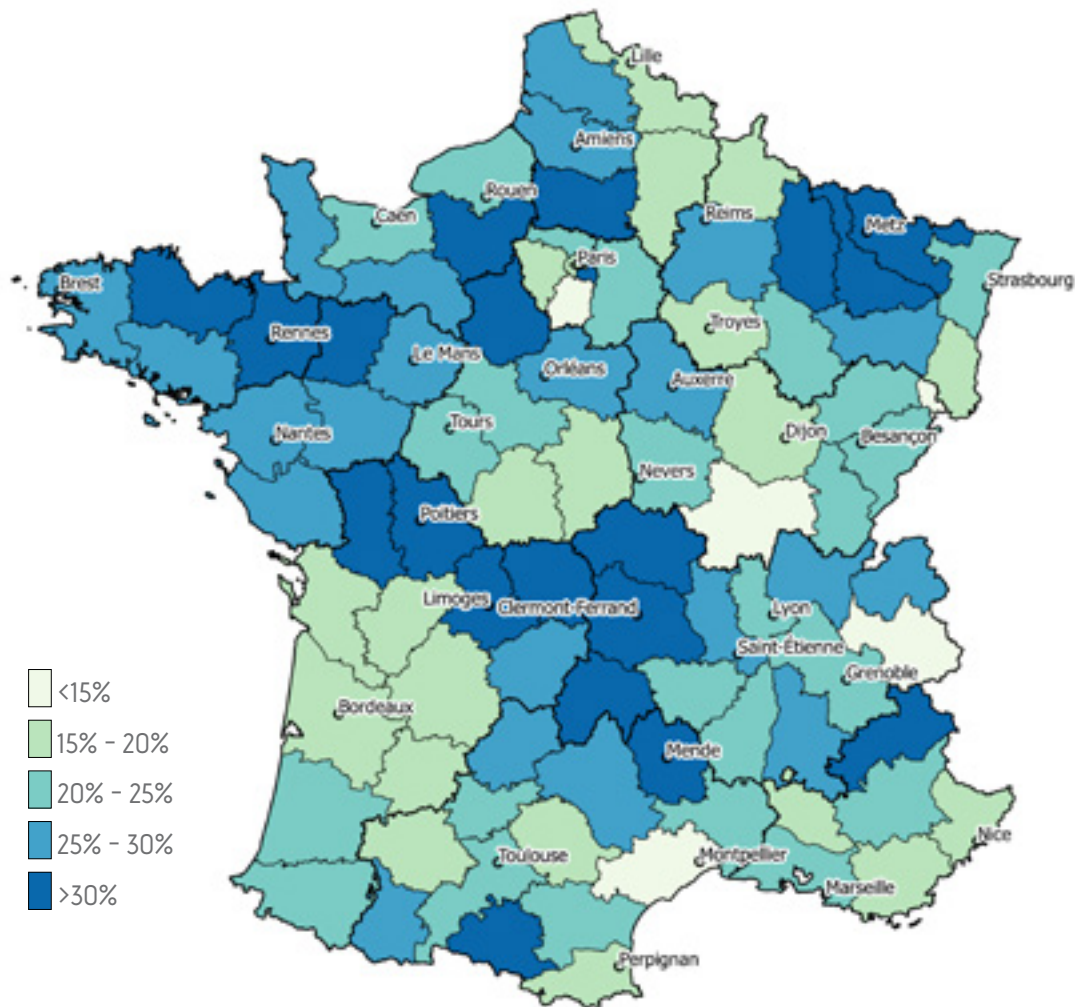 Lille
Amiens
Rouen
Caen
Reims
Metz
Paris
Strasbourg
Brest
Rennes
Troyes
Le Mans
Orléans
Auxerre
Tours
Nantes
Dijon
Besançon
Nevers
Poitiers
Limoges
Clermont-Ferrand
Lyon
Saint-Étienne
Grenoble
Bordeaux
Mende
Nice
Toulouse
Montpellier
Marseille
Perpignan
<15%
15% - 20%
20% - 25%
25% - 30%
>30%